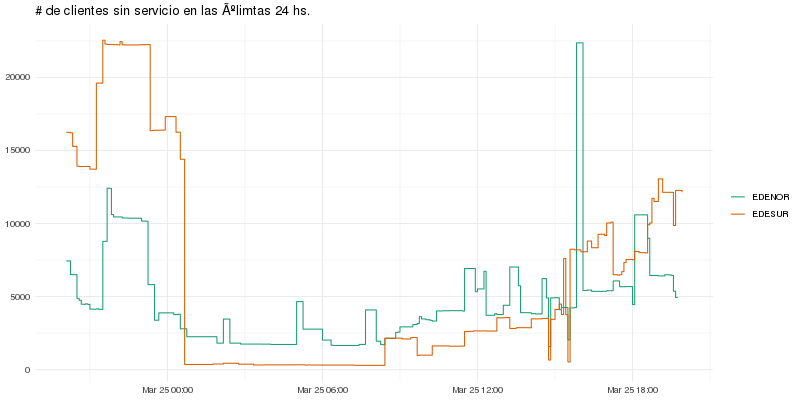 # de clientes sin servicio en las Ãºlimtas 24 hs.
20000
15000
10000
5000
0
Mar 25 00:00
Mar 25 06:00
Mar 25 12:00
Mar 25 18:00
EDENOR
EDESUR